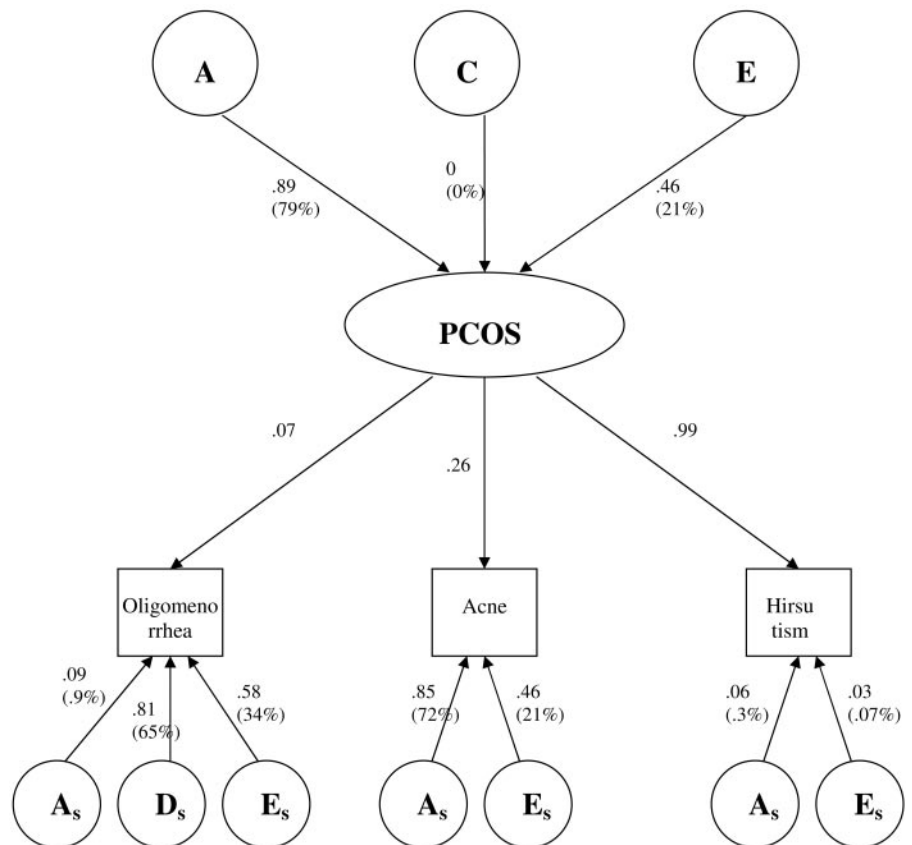 A
C
E
.89
(79%)
0
(0%)
.46
(21%)
PCOS
.07
.26
.99
Oligomeno
rrhea
Acne
Hirsu
tism
.09
(.9%)
.81
(65%)
.58
(34%)
.85
(72%)
.46
(21%)
.06
(.3%)
.03
(.07%)
As
Ds
Es
As
Es
As
Es